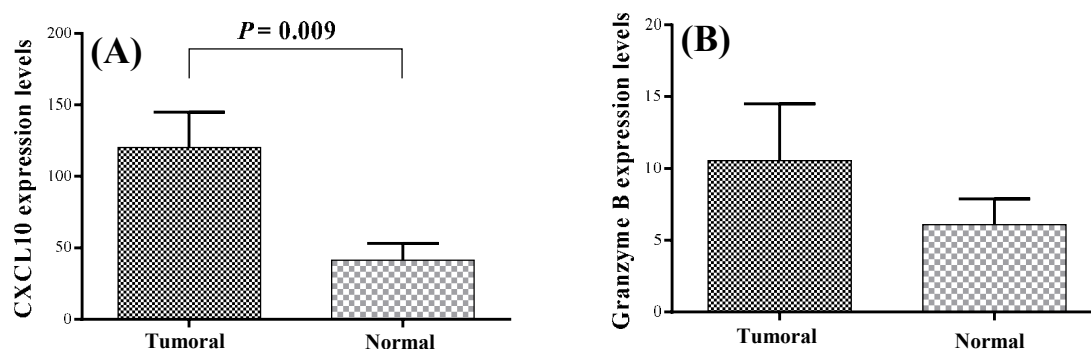 (A)
P = 0.009
CXCL10 expression levels
200
150
100
50
0
Tumoral
Normal
(B)
Granzyme B expression levels
20
15
10
5
0
Tumoral
Normal